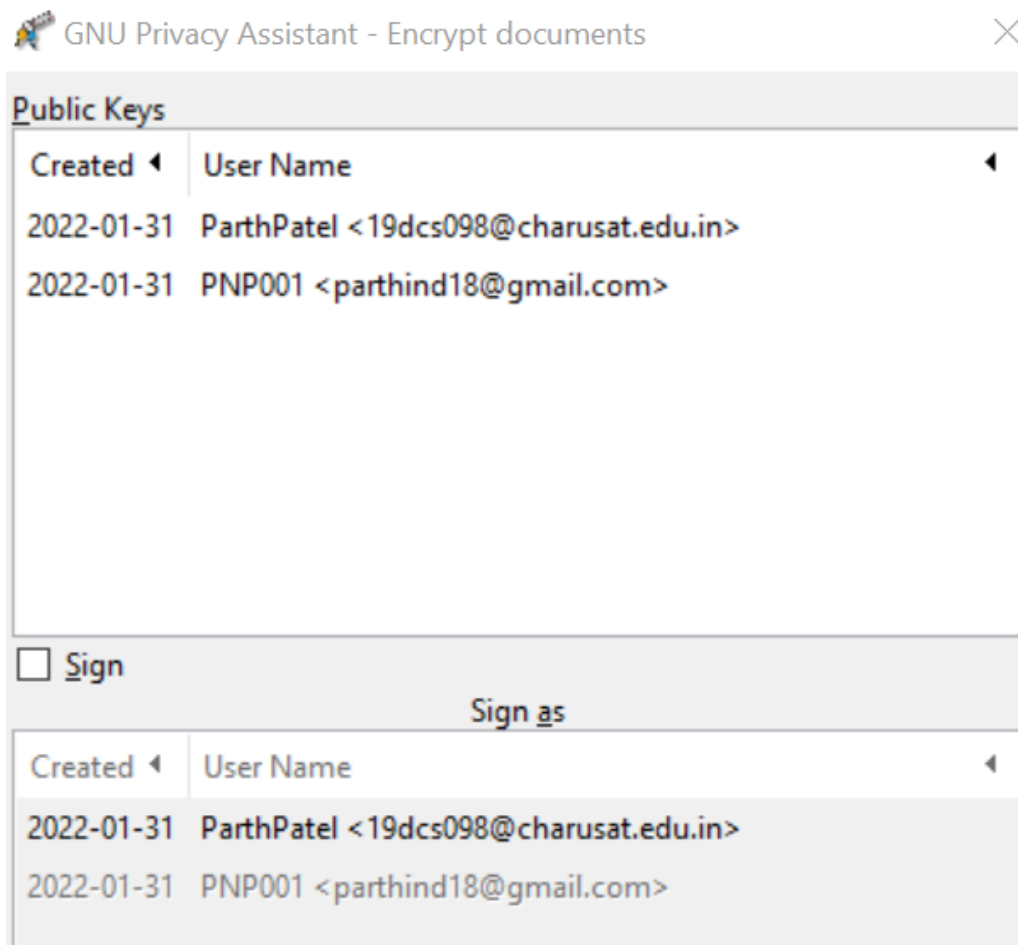 GNU Privacy Assistant - Encrypt documents
Public Keys
Created User Name
2022-01-31 ParthPatel <19dcs098@charusat.edu.in>
2022-01-31 PNP001 <parthind18@gmail.com>
Sign
Sign as
Created User Name
2022-01-31 ParthPatel <19dcs098@charusat.edu.in>
2022-01-31 PNP001 <parthind18@gmail.com>